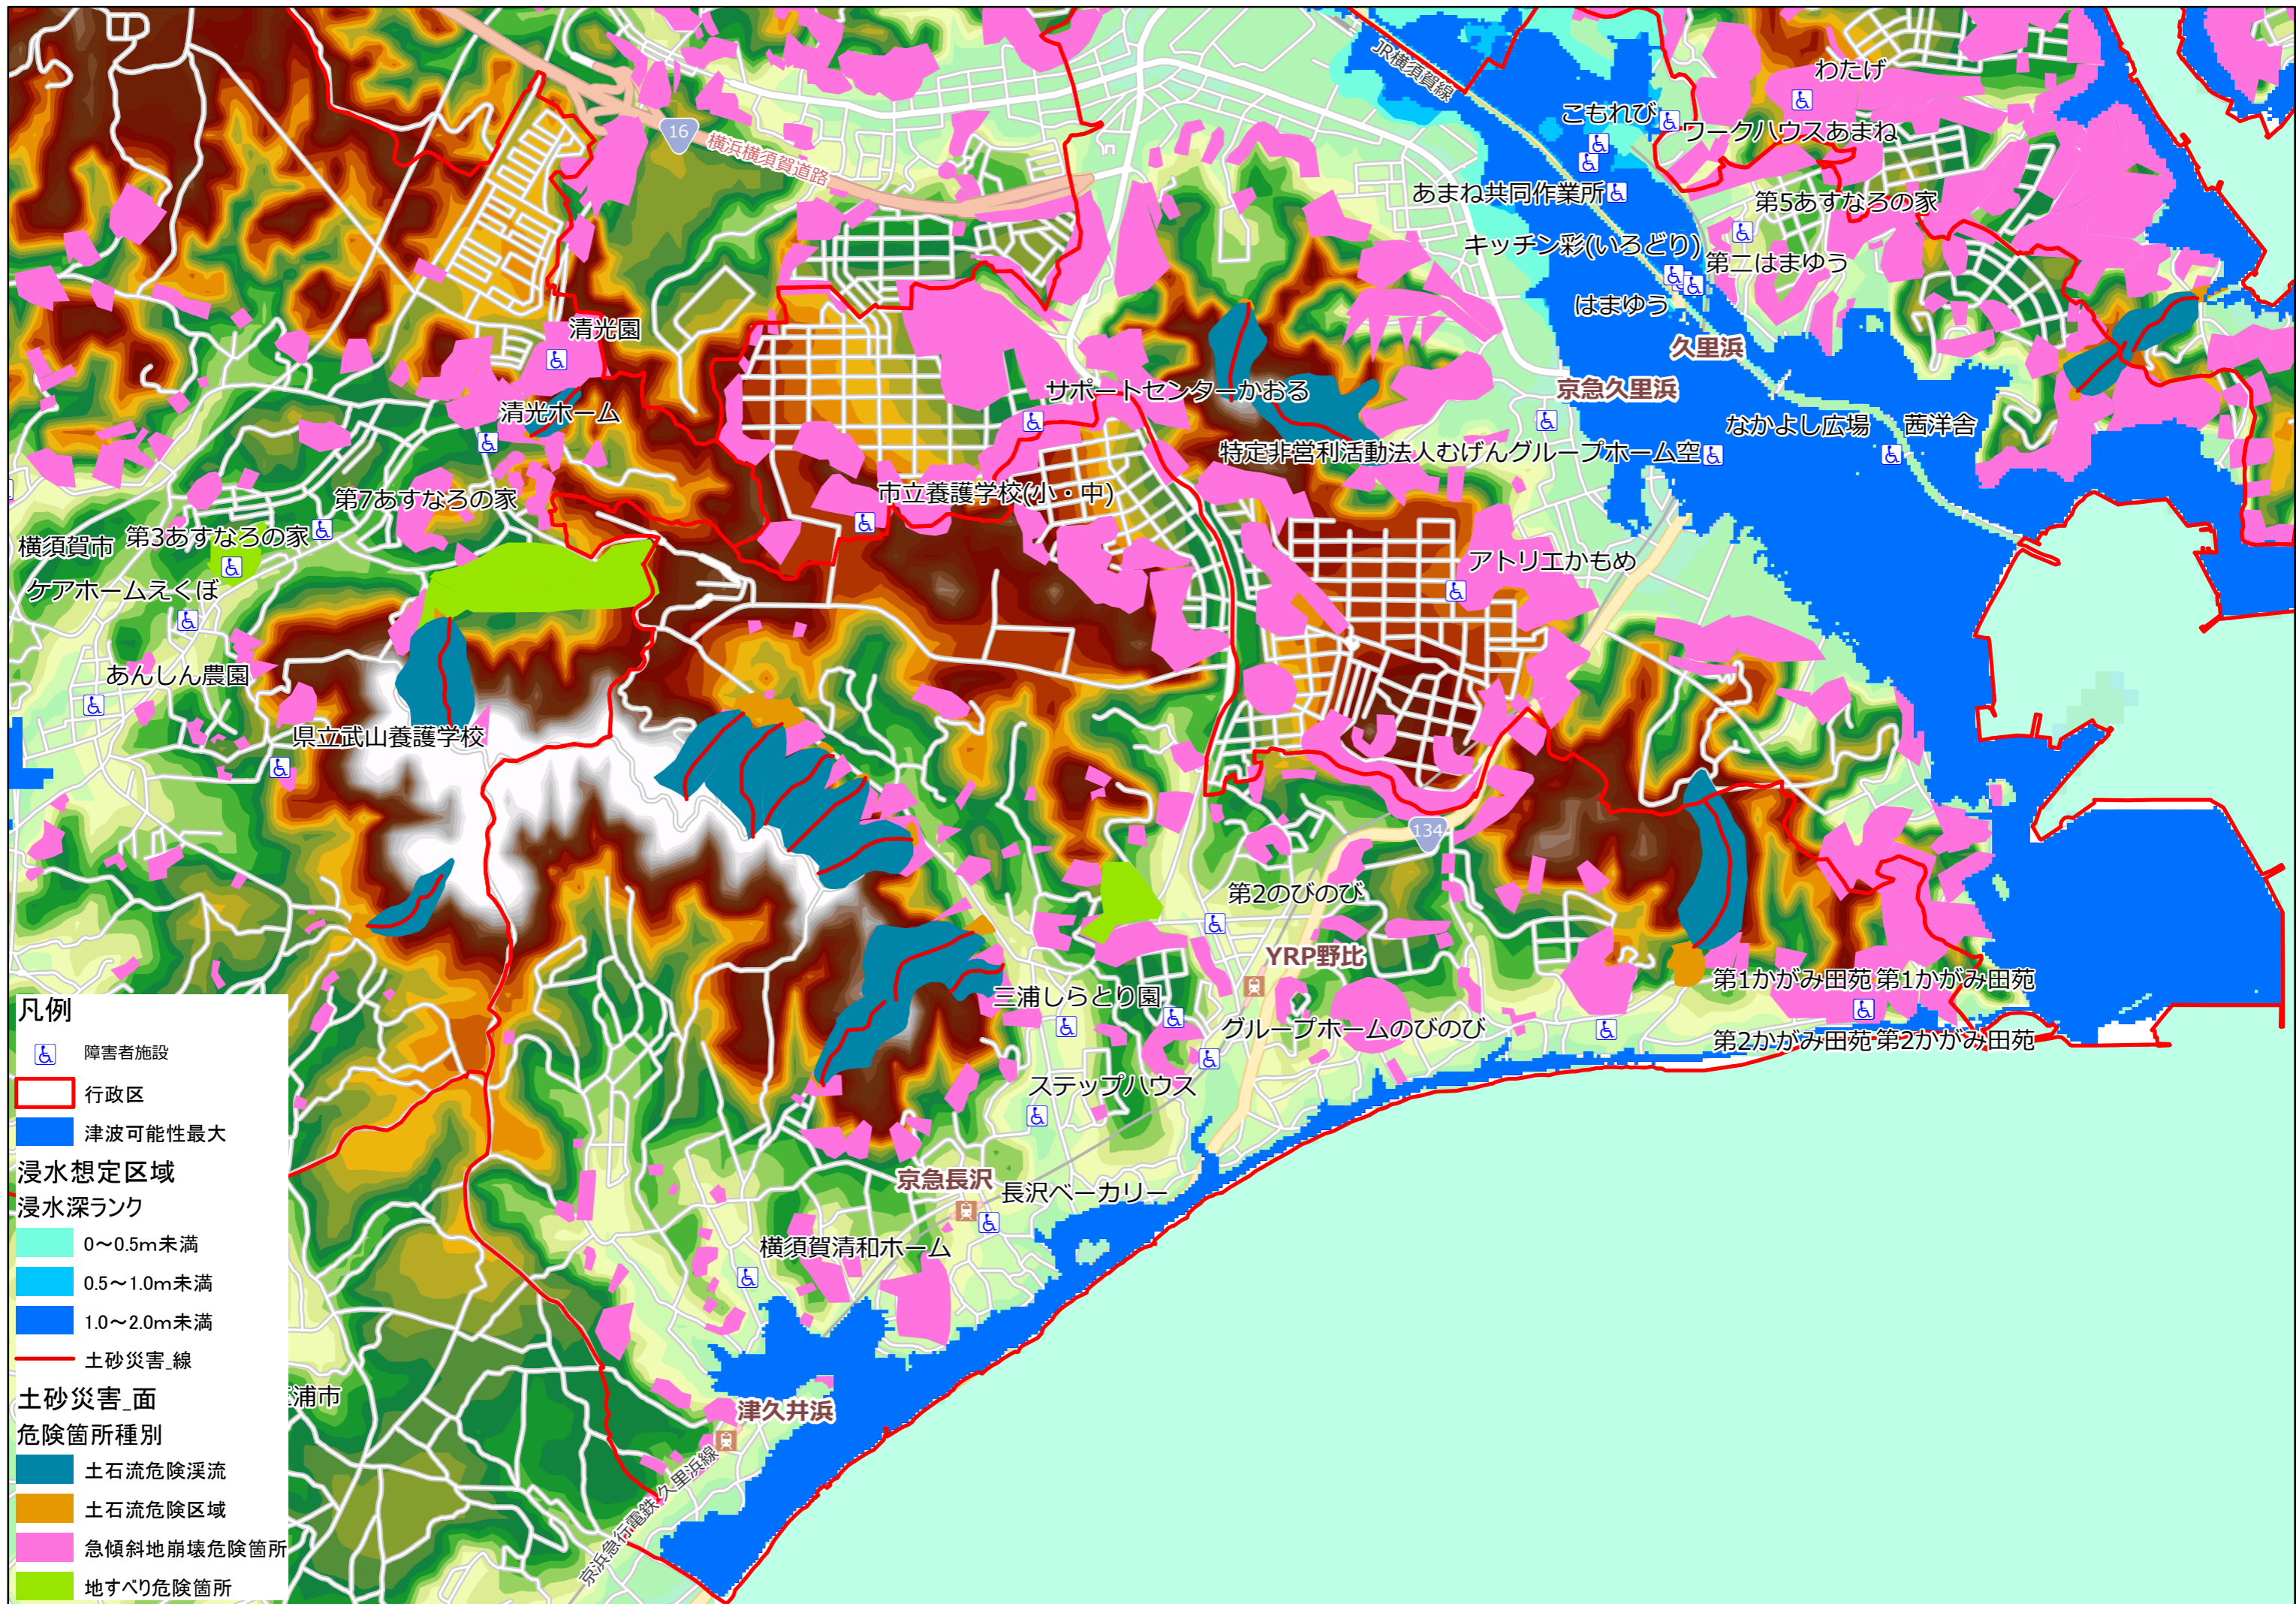 JR横須賀線
わたげ
こもれび
ワークハウスあまね
16
横浜横須賀道路
あまね共同作業所
第5あすなろの家
キッチン彩(いろどり)
第二はまゆう
はまゆう
清光園
久里浜
サポートセンターかおる
京急久里浜
清光ホーム
なかよし広場
茜洋舎
特定非営利活動法人むげんグループホーム空
第7あすなろの家
市立養護学校(小・中)
横須賀市
第3あすなろの家
アトリエかもめ
ケアホームえくぼ
あんしん農園
県立武山養護学校
134
第2のびのび
YRP野比
第1かがみ田苑
第1かがみ田苑
三浦しらとり園
グループホームのびのび
第2かがみ田苑
第2かがみ田苑
ステップハウス
京急長沢
長沢ベーカリー
横須賀清和ホーム
津久井浜
京浜急行電鉄久里浜線
浦市
凡例
障害者施設
行政区
津波可能性最大
浸水想定区域
浸水深ランク
0～0.5m未満
0.5～1.0m未満
1.0～2.0m未満
土砂災害_線
土砂災害_面
危険箇所種別
土石流危険渓流
土石流危険区域
急傾斜地崩壊危険箇所
地すべり危険箇所